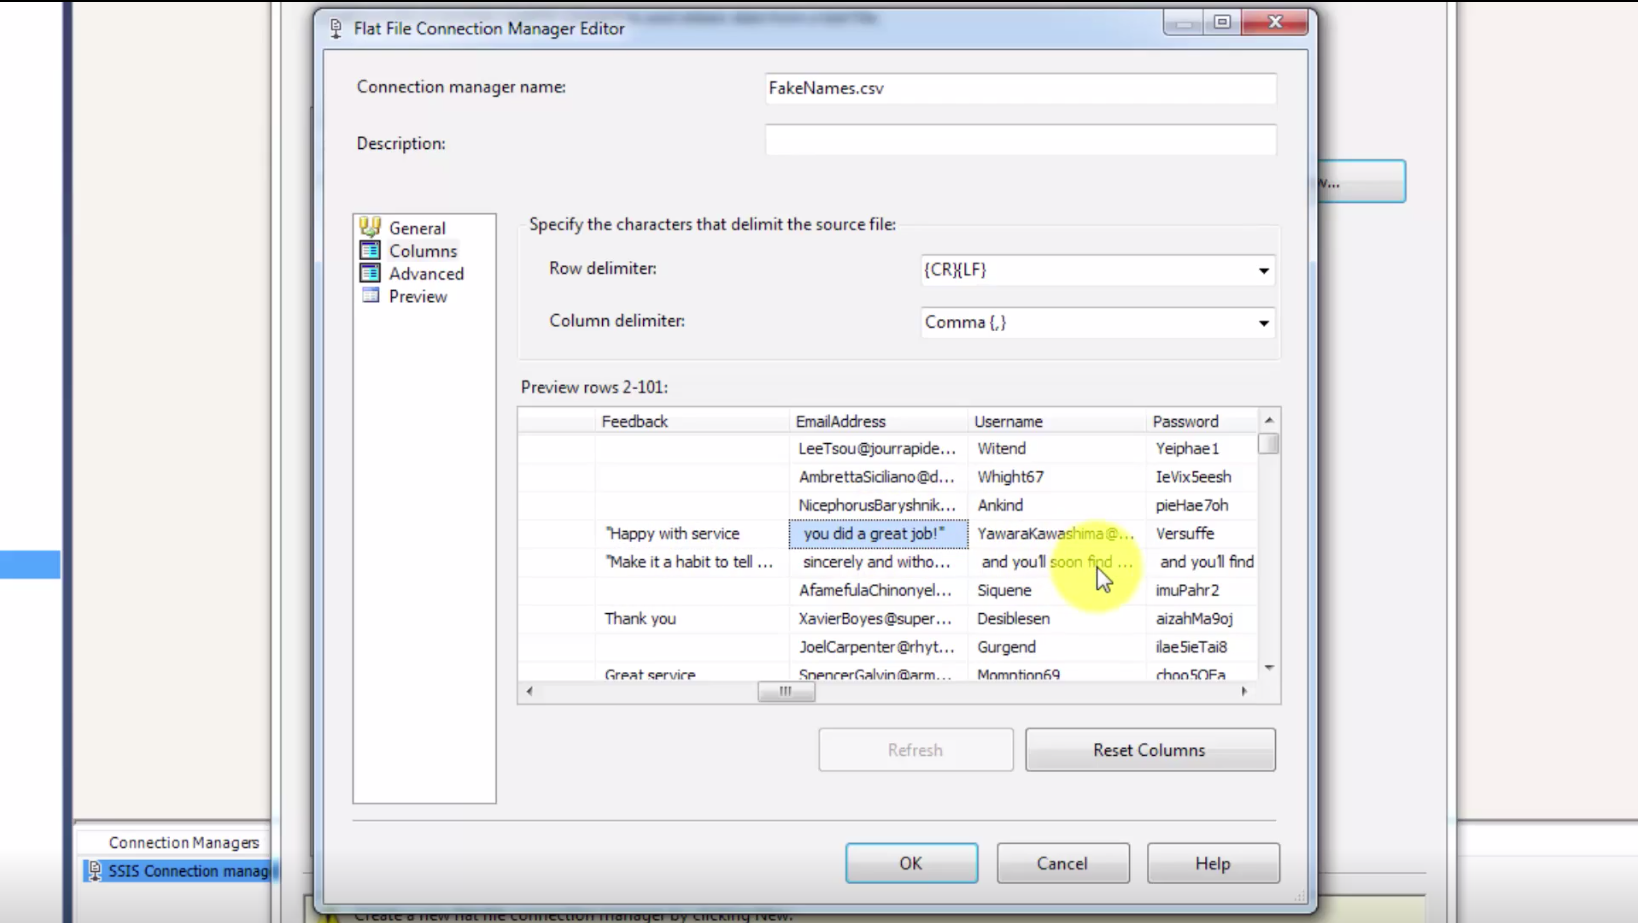 Flat File Connection Manager Editor
Connection manager name:
FakeNames.csv
Description:
w...
General
Columns
Advanced
Preview
Specify the characters that delimit the source file:
Row delimiter:
{CR}{LF}
Column delimiter:
Comma {,}
Preview rows 2-101:
Feedback EmailAddress Username Password
LeeTsou@jourrapide... Witend Yeiphae1
AmbrettaSiciliano@d... Whight67 IeVix5eesh
NicephorusBaryshnik... Ankind pieHae7oh
"Happy with service you did a great job!" YawaraKawashima@... Versuffe
"Make it a habit to tell ... sincerely and witho... and you'll soon find ... and you'll find
AfamefulaChinonyel... Siquene imuPahr2
Thank you XavierBoyes@super... Desiblesen aizahMa9oj
JoelCarpenter@rhyt... Gurgend ilae5ieTai8
Great service SpencerGalvin@arm... Momption69 choo5QEa
Refresh
Reset Columns
OK
Cancel
Help
Connection Managers
SSIS Connection manag
Create a new flat file connection manager by clicking New.